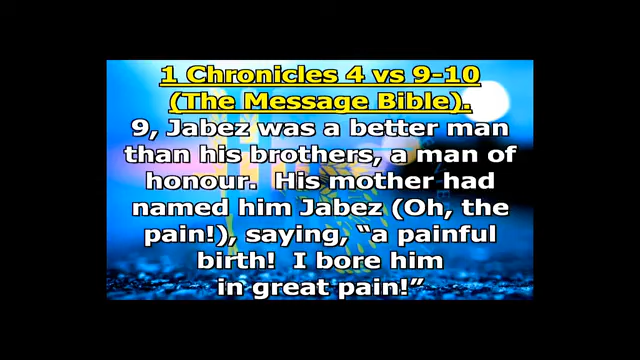 1 Chronicles 4 vs 9-10
(The Message Bible).
9, Jabez was a better man
than his brothers, a man of
honour.  His mother had
named him Jabez (Oh, the
pain!), saying, “a painful
birth!  I bore him
in great pain!”